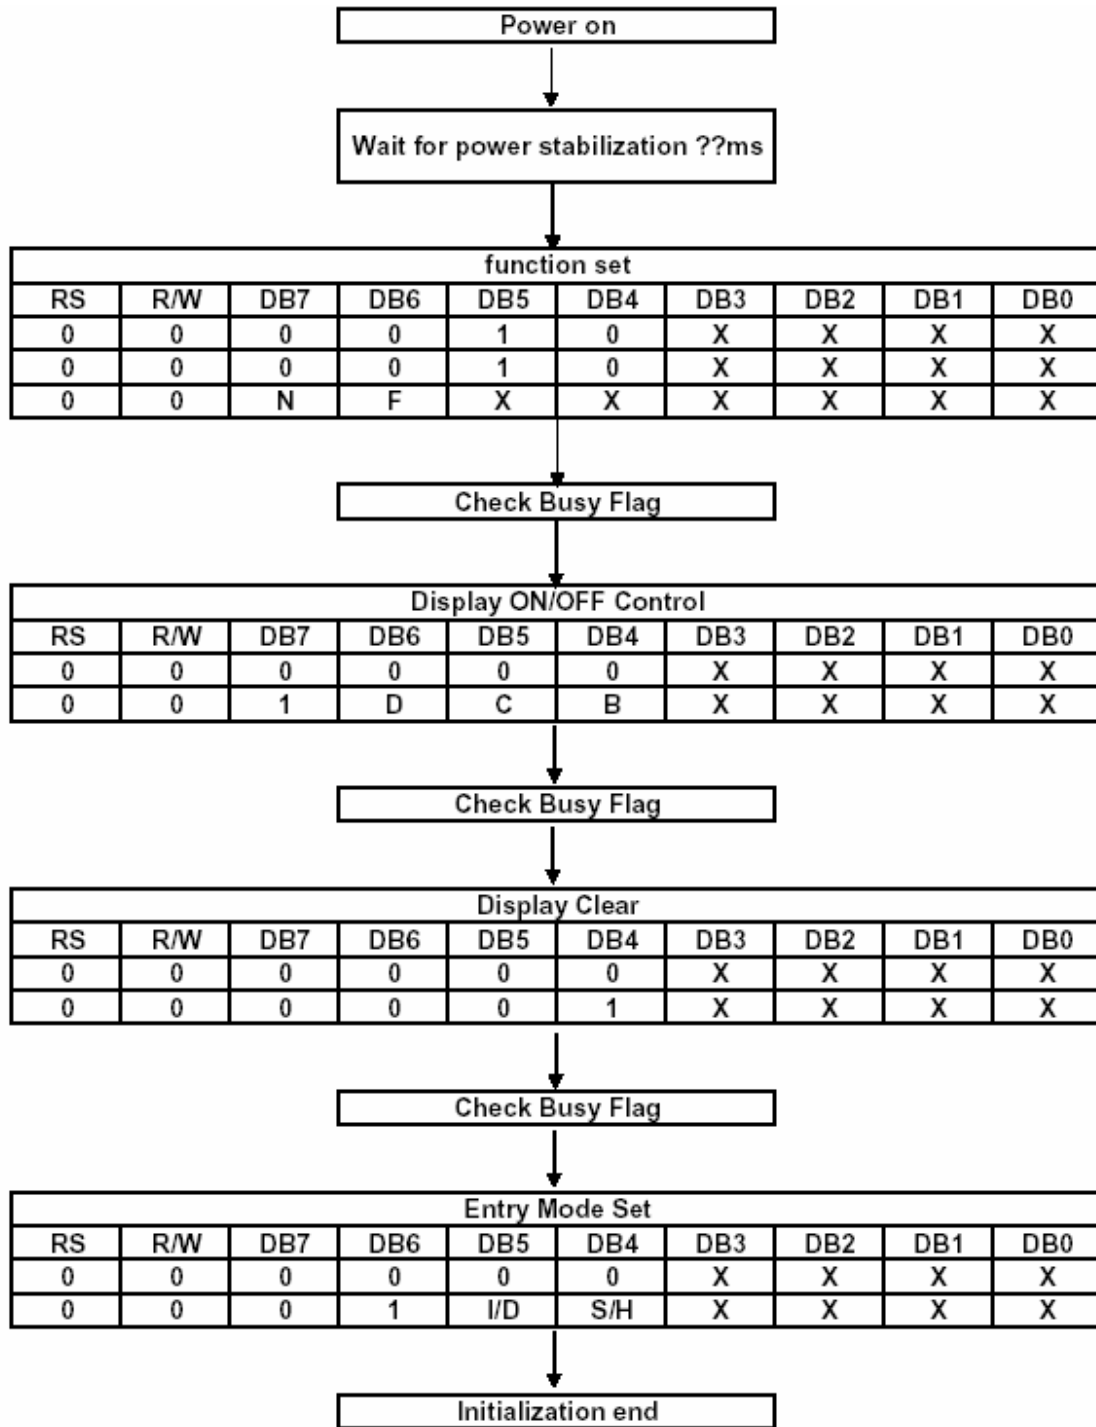 Power on
Wait for power stabilization ??ms
function set
RS R/W DB7 DB6 DB5 DB4 DB3 DB2 DB1 DB0
0 0 0 0 1 0 X X X X
0 0 0 0 1 0 X X X X
0 0 N F X X X X X X
Check Busy Flag
Display ON/OFF Control
RS R/W DB7 DB6 DB5 DB4 DB3 DB2 DB1 DB0
0 0 0 0 0 0 X X X X
0 0 1 D C B X X X X
Check Busy Flag
Display Clear
RS R/W DB7 DB6 DB5 DB4 DB3 DB2 DB1 DB0
0 0 0 0 0 0 X X X X
0 0 0 0 0 1 X X X X
Check Busy Flag
Entry Mode Set
RS R/W DB7 DB6 DB5 DB4 DB3 DB2 DB1 DB0
0 0 0 0 0 0 X X X X
0 0 0 1 I/D S/H X X X X
Initialization end